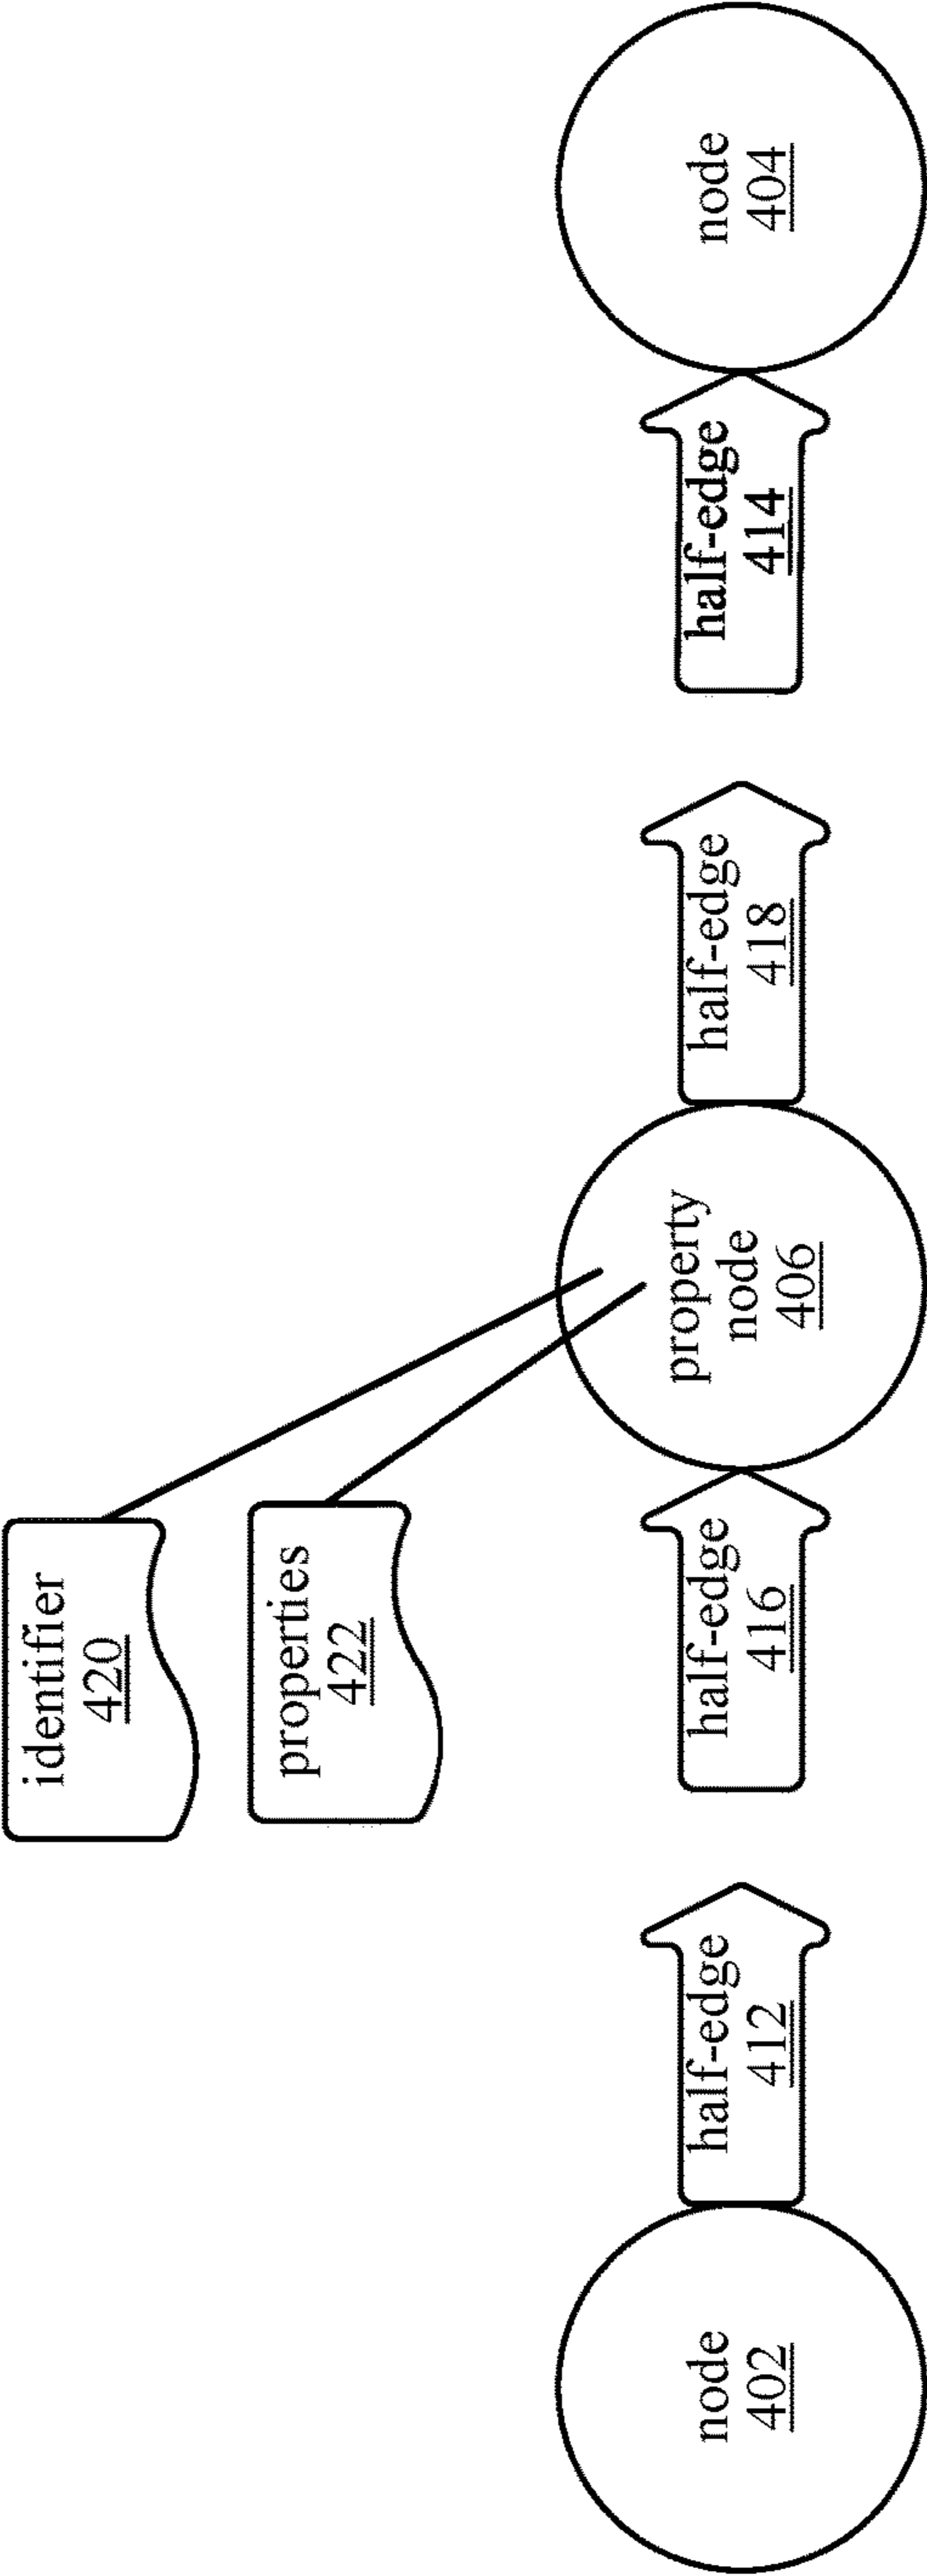 identifier
420
properties
422
node
402
half-edge
412
half-edge
416
property
node
406
half-edge
418
half-edge
414
node
404